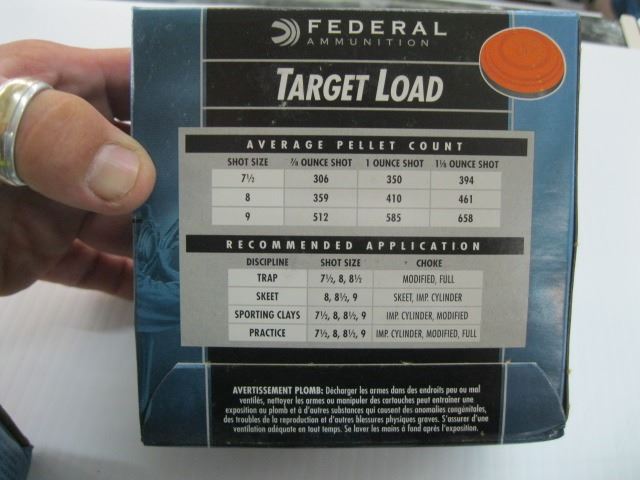 FEDERAL
AMMUNITION
TARGET LOAD
AVERAGE PELLET COUNT
SHOT SIZE ⅞ OUNCE SHOT 1 OUNCE SHOT 1⅛ OUNCE SHOT
7½ 306 350 394
8 359 410 461
9 512 585 658
RECOMMENDED APPLICATION
DISCIPLINE SHOT SIZE CHOKE
TRAP 7½, 8, 8½ MODIFIED, FULL
SKEET 8, 8½, 9 SKEET, IMP. CYLINDER
SPORTING CLAYS 7½, 8, 8½, 9 IMP. CYLINDER, MODIFIED
PRACTICE 7½, 8, 8½, 9 IMP. CYLINDER, MODIFIED, FULL
AVERTISSEMENT PLOMB: Décharger les armes dans des endroits peu ou mal
ventilés, nettoyer les armes ou manipuler des cartouches peut entraîner une
exposition au plomb et à d'autres substances qui causent des anomalies congénitales,
des troubles de la reproduction et d'autres blessures physiques graves. S'assurer d'une
ventilation adéquate en tout temps. Se laver les mains à fond après l'exposition.